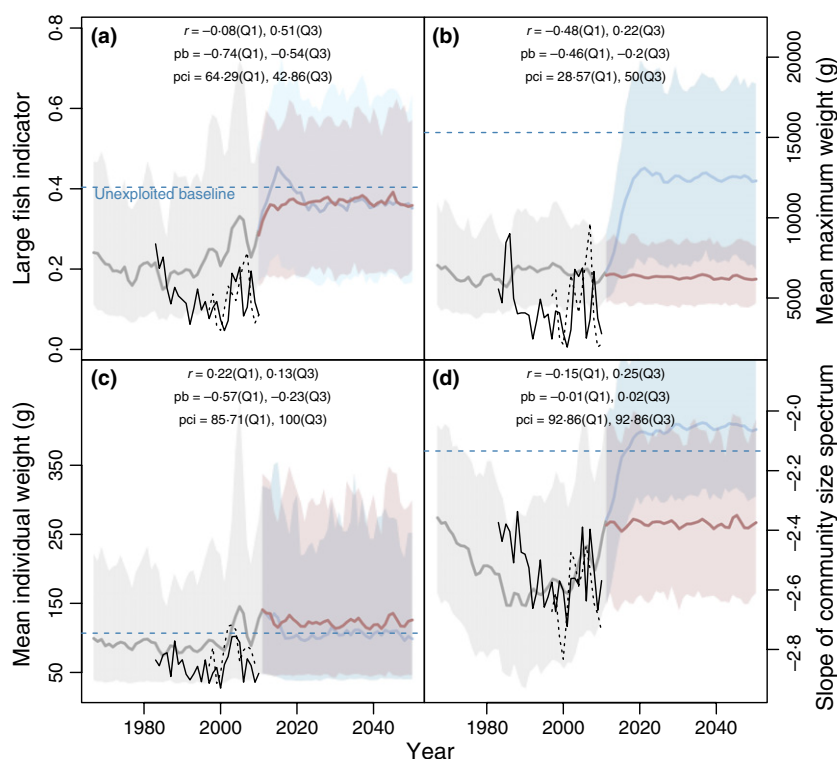 (a)
r = −0·08(Q1), 0·51(Q3)
pb = −0·74(Q1), −0·54(Q3)
pci = 64·29(Q1), 42·86(Q3)
Unexploited baseline
Large fish indicator
0·0
0·2
0·4
0·6
0·8
(b)
r = −0·48(Q1), 0·22(Q3)
pb = −0·46(Q1), −0·2(Q3)
pci = 28·57(Q1), 50(Q3)
Mean maximum weight (g)
5000
10000
15000
20000
(c)
r = 0·22(Q1), 0·13(Q3)
pb = −0·57(Q1), −0·23(Q3)
pci = 85·71(Q1), 100(Q3)
Mean individual weight (g)
50
150
250
350
(d)
r = −0·15(Q1), 0·25(Q3)
pb = −0·01(Q1), 0·02(Q3)
pci = 92·86(Q1), 92·86(Q3)
Slope of community size spectrum
−2·8
−2·6
−2·4
−2·2
−2·0
1980
2000
2020
2040
1980
2000
2020
2040
Year